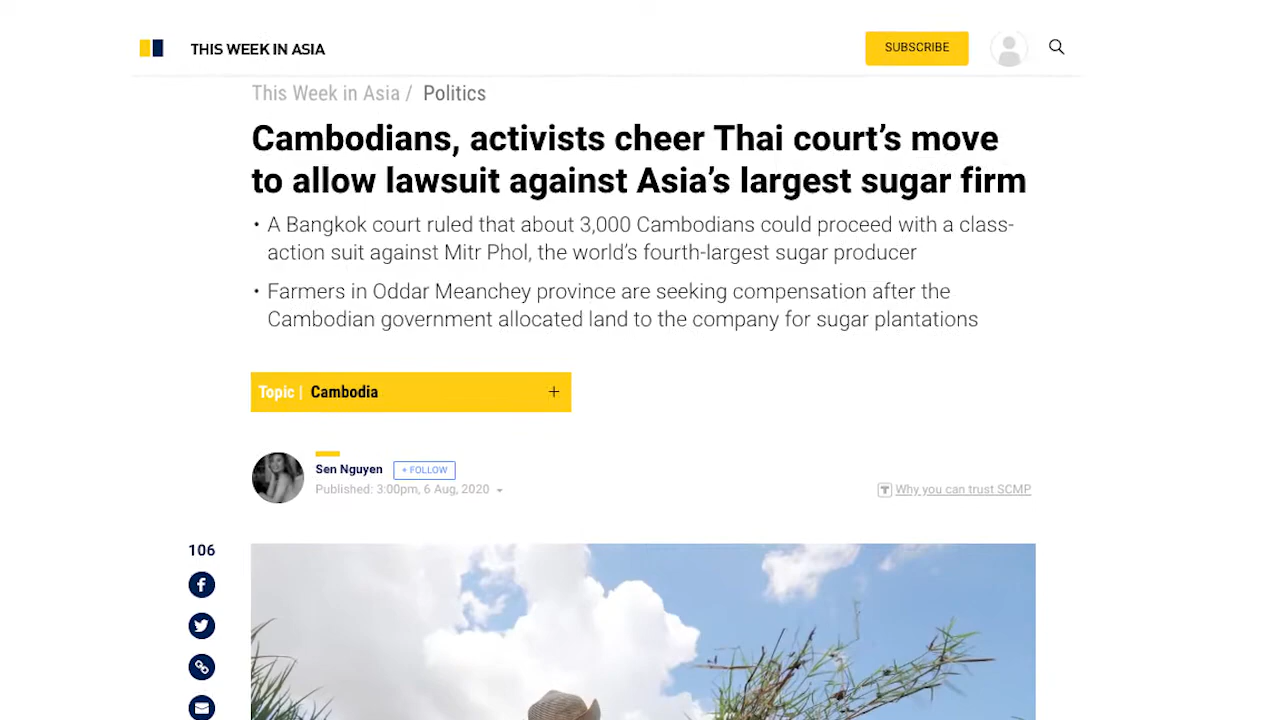 THIS WEEK IN ASIA
SUBSCRIBE
This Week in Asia / Politics
Cambodians, activists cheer Thai court’s move
to allow lawsuit against Asia’s largest sugar firm
• A Bangkok court ruled that about 3,000 Cambodians could proceed with a class-
action suit against Mitr Phol, the world’s fourth-largest sugar producer
• Farmers in Oddar Meanchey province are seeking compensation after the
Cambodian government allocated land to the company for sugar plantations
Topic | Cambodia +
Sen Nguyen + FOLLOW
Published: 3:00pm, 6 Aug, 2020
T Why you can trust SCMP
106